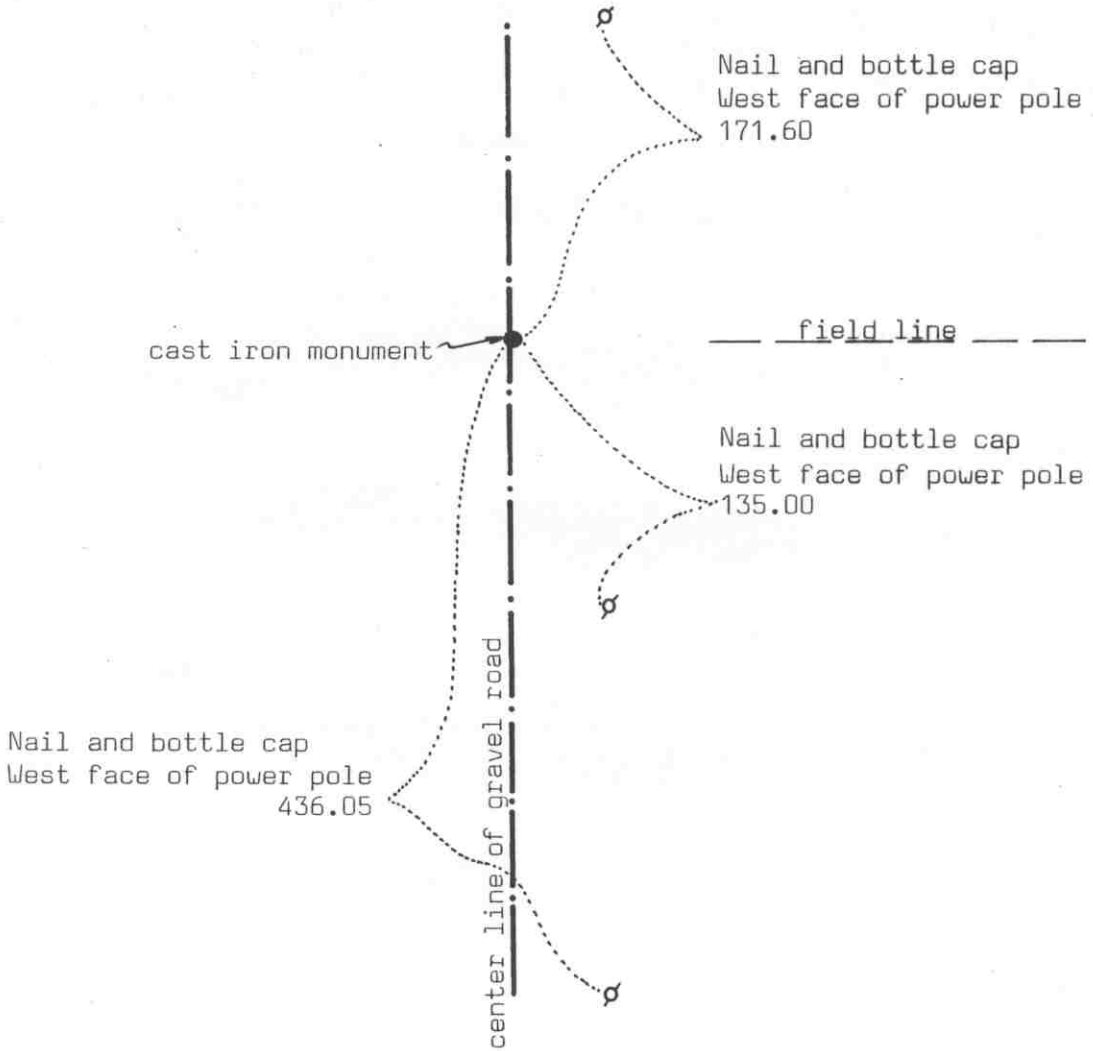 Nail and bottle cap
West face of power pole
171.60
cast iron monument
field line
Nail and bottle cap
West face of power pole
135.00
center line of gravel road
Nail and bottle cap
West face of power pole
436.05